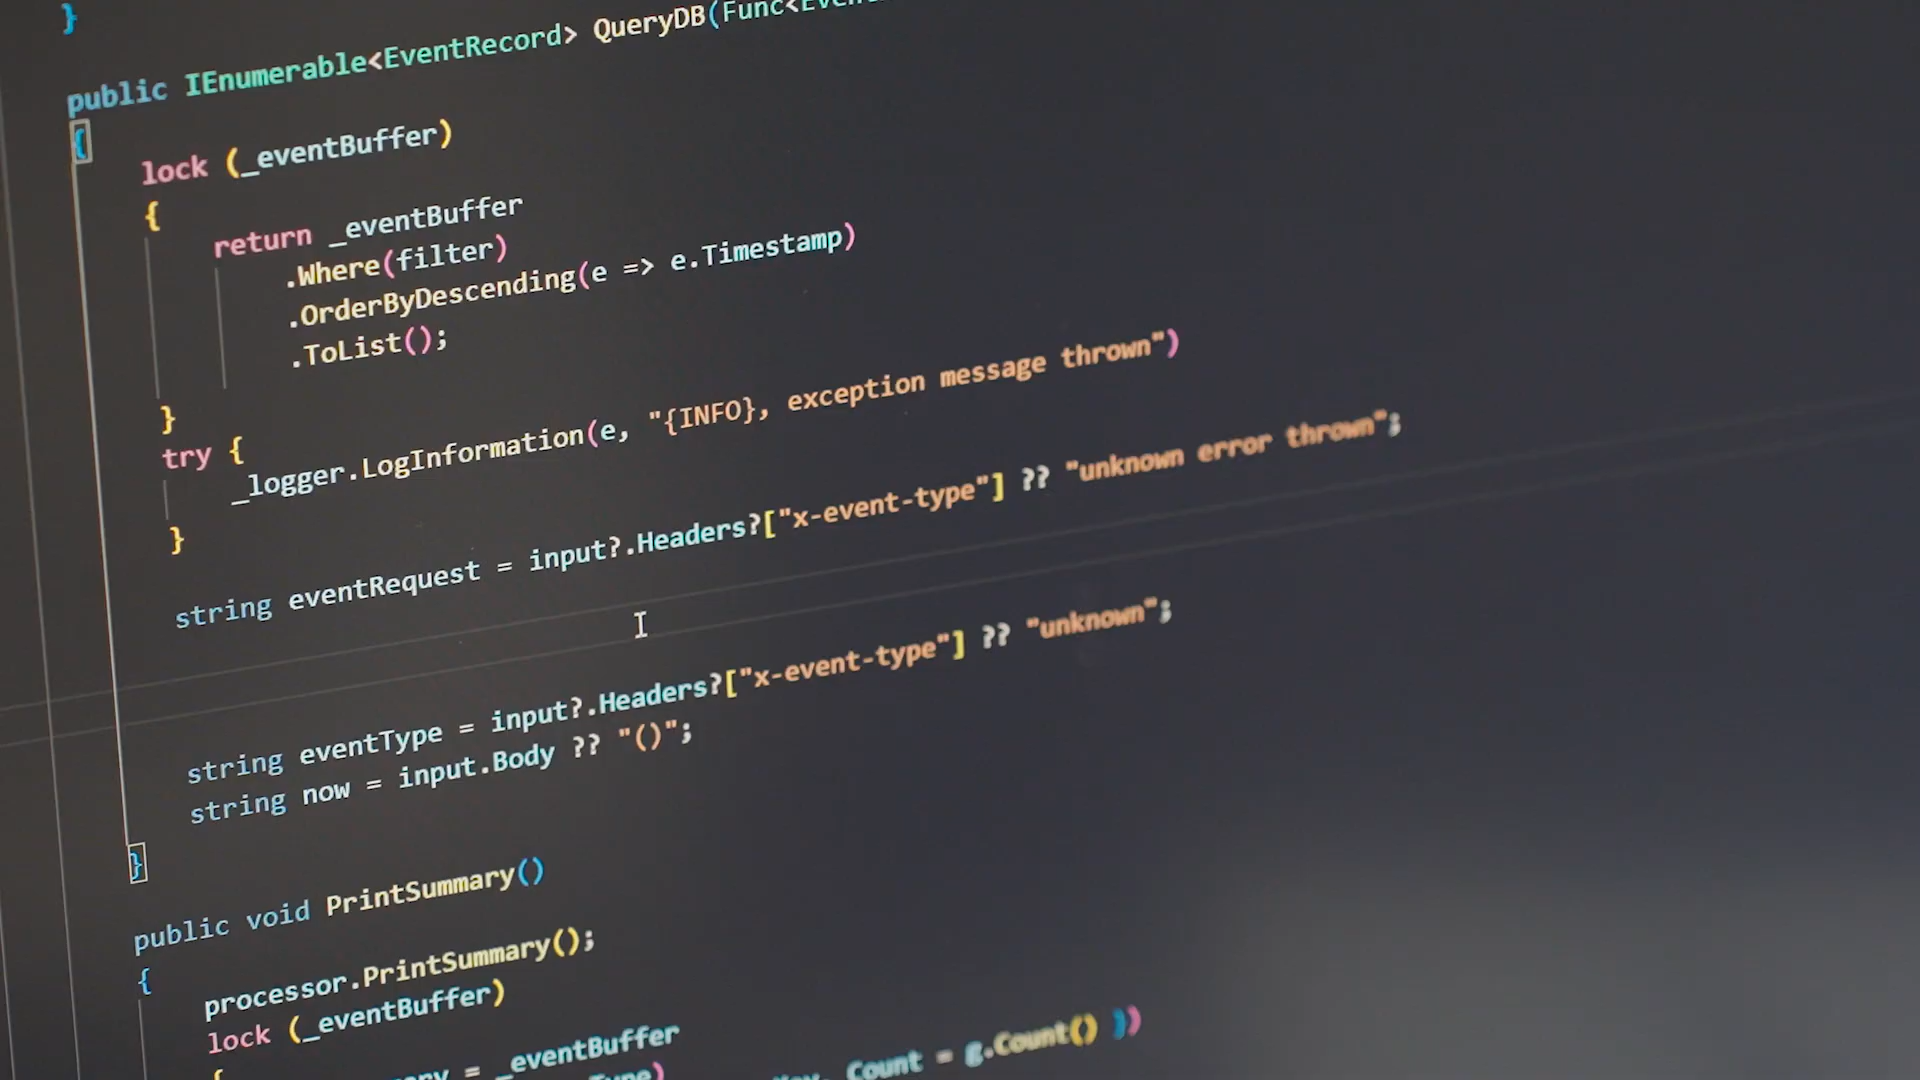 }
public IEnumerable<EventRecord> QueryDB(Func<Even
{
lock (_eventBuffer)
{
return _eventBuffer
.Where(filter)
.OrderByDescending(e => e.Timestamp)
.ToList();
}
try {
_logger.LogInformation(e, "{INFO}, exception message thrown")
}
string eventRequest = input?.Headers?["x-event-type"] ?? "unknown error thrown";
string eventType = input?.Headers?["x-event-type"] ?? "unknown";
string now = input.Body ?? "()";
}
public void PrintSummary()
{
processor.PrintSummary();
lock (_eventBuffer)
{
= _eventBuffer
Count = g.Count() })